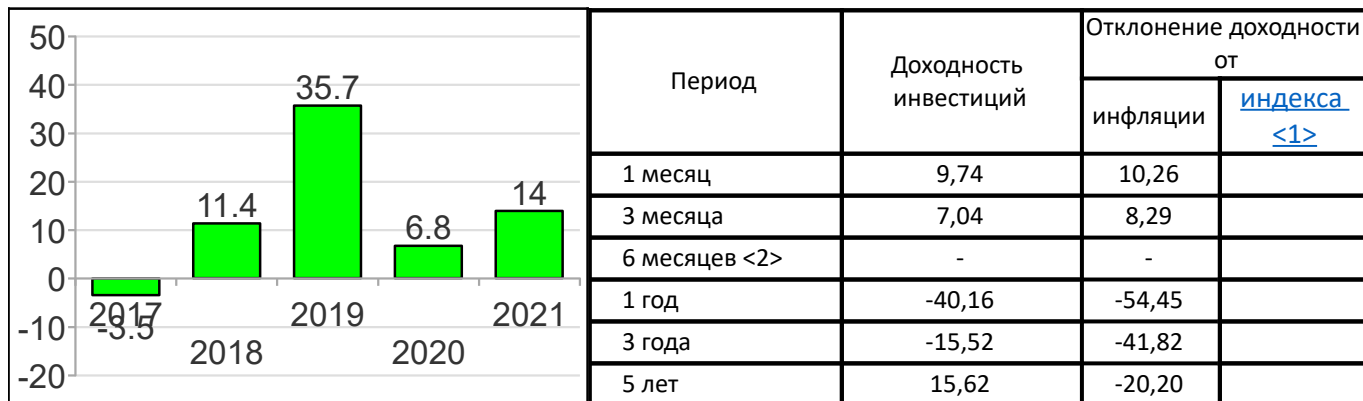 50
40
30
20
10
0
-10
-20
-3.5
11.4
35.7
6.8
14
2017
2018
2019
2020
2021
Период
Доходность
инвестиций
Отклонение доходности
от
инфляции
индекса
<1>
1 месяц 9,74 10,26
3 месяца 7,04 8,29
6 месяцев <2> - -
1 год -40,16 -54,45
3 года -15,52 -41,82
5 лет 15,62 -20,20